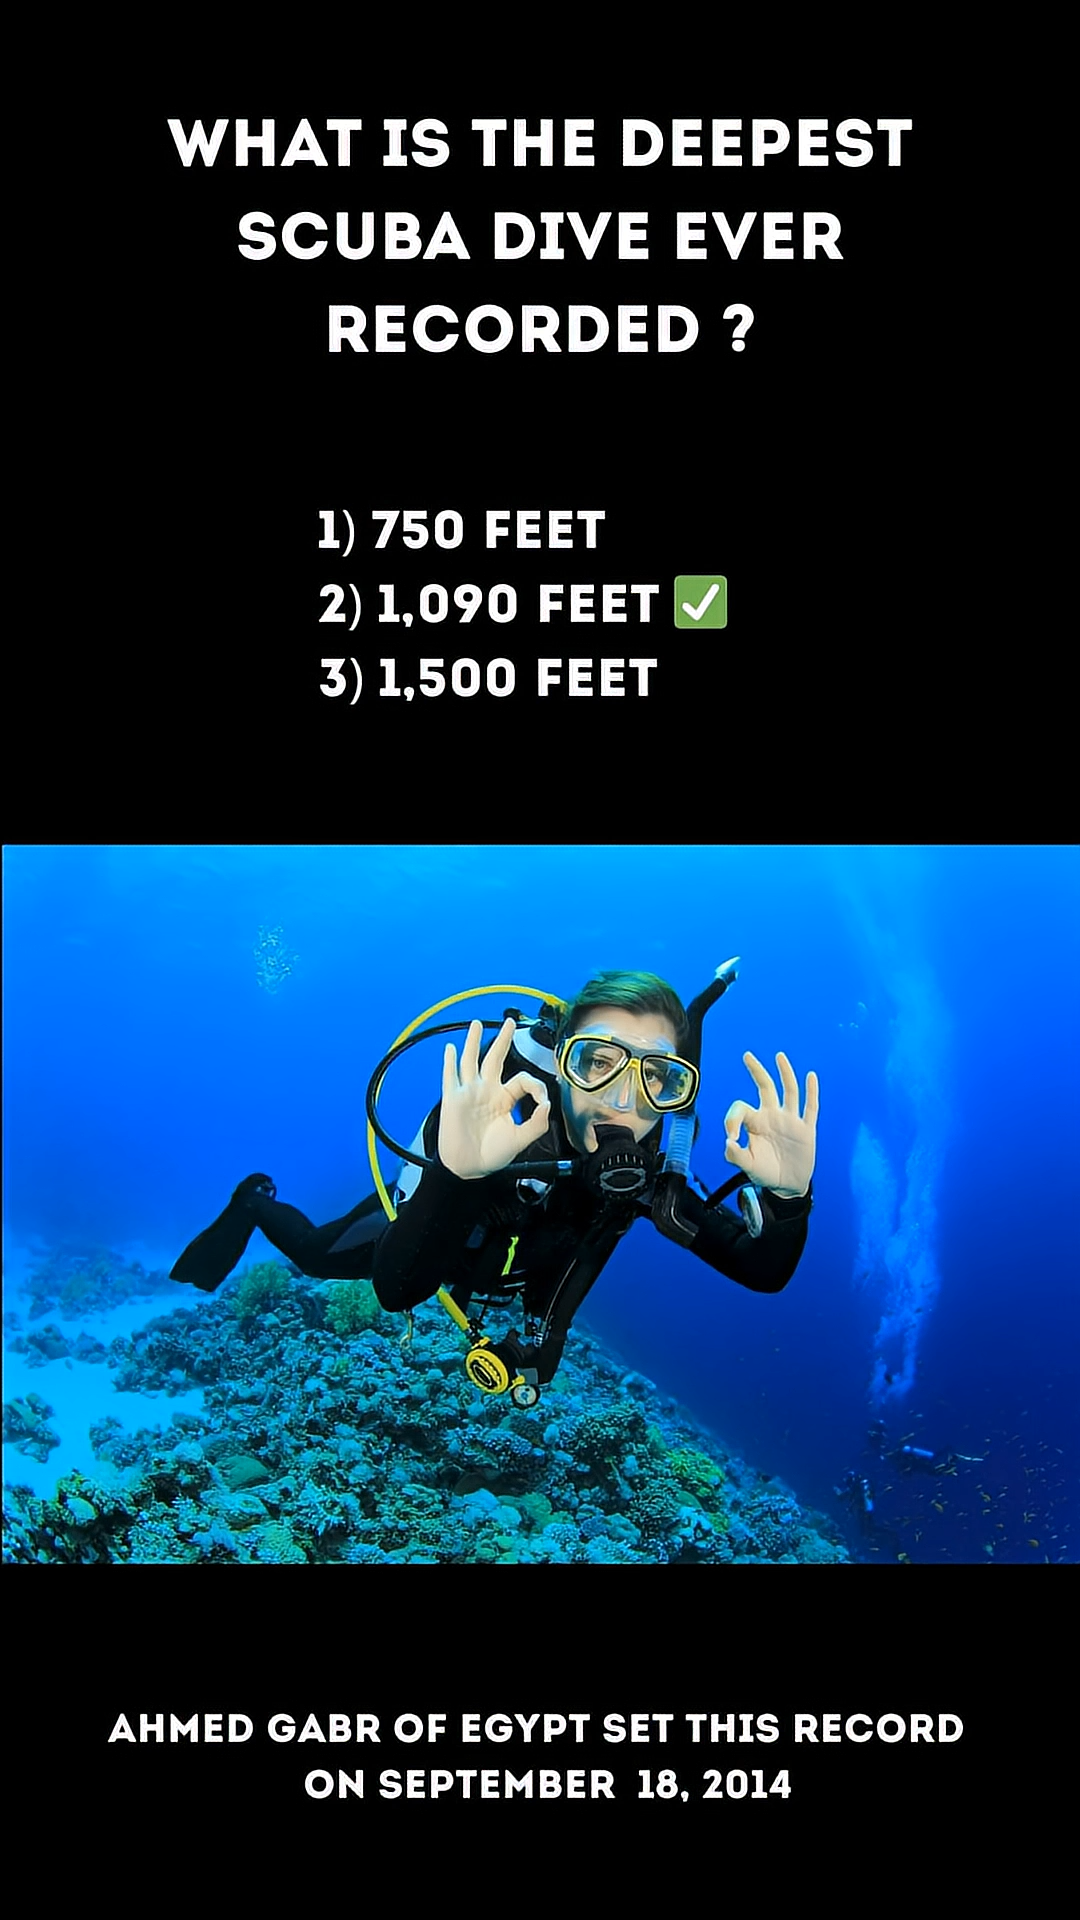 WHAT IS THE DEEPEST
SCUBA DIVE EVER
RECORDED ?
1) 750 FEET
2) 1,090 FEET ✅
3) 1,500 FEET
AHMED GABR OF EGYPT SET THIS RECORD
ON SEPTEMBER 18, 2014